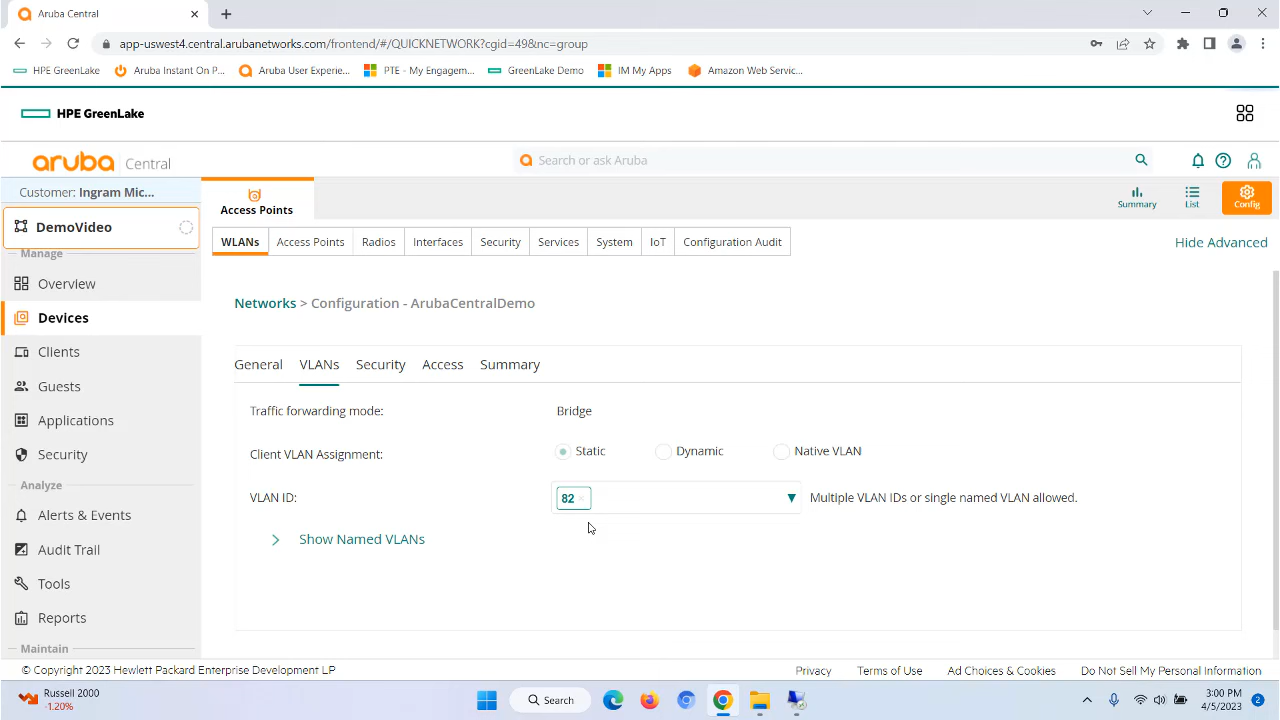 Aruba Central
app-uswest4.central.arubanetworks.com/frontend/#/QUICKNETWORK?cgid=49&nc=group
HPE GreenLake
Aruba Instant On P...
Aruba User Experie...
PTE - My Engagem...
GreenLake Demo
IM My Apps
Amazon Web Servic...
HPE GreenLake
aruba Central
Search or ask Aruba
Customer: Ingram Mic...
DemoVideo
Access Points
Summary
List
Config
WLANs
Access Points
Radios
Interfaces
Security
Services
System
IoT
Configuration Audit
Hide Advanced
Manage
Overview
Devices
Clients
Guests
Applications
Security
Analyze
Alerts & Events
Audit Trail
Tools
Reports
Maintain
Networks > Configuration - ArubaCentralDemo
General
VLANs
Security
Access
Summary
Traffic forwarding mode: Bridge
Client VLAN Assignment: Static Dynamic Native VLAN
VLAN ID: 82 × Multiple VLAN IDs or single named VLAN allowed.
Show Named VLANs
© Copyright 2023 Hewlett Packard Enterprise Development LP
Privacy
Terms of Use
Ad Choices & Cookies
Do Not Sell My Personal Information
Russell 2000
-1.20%
Search
3:00 PM
4/5/2023
2